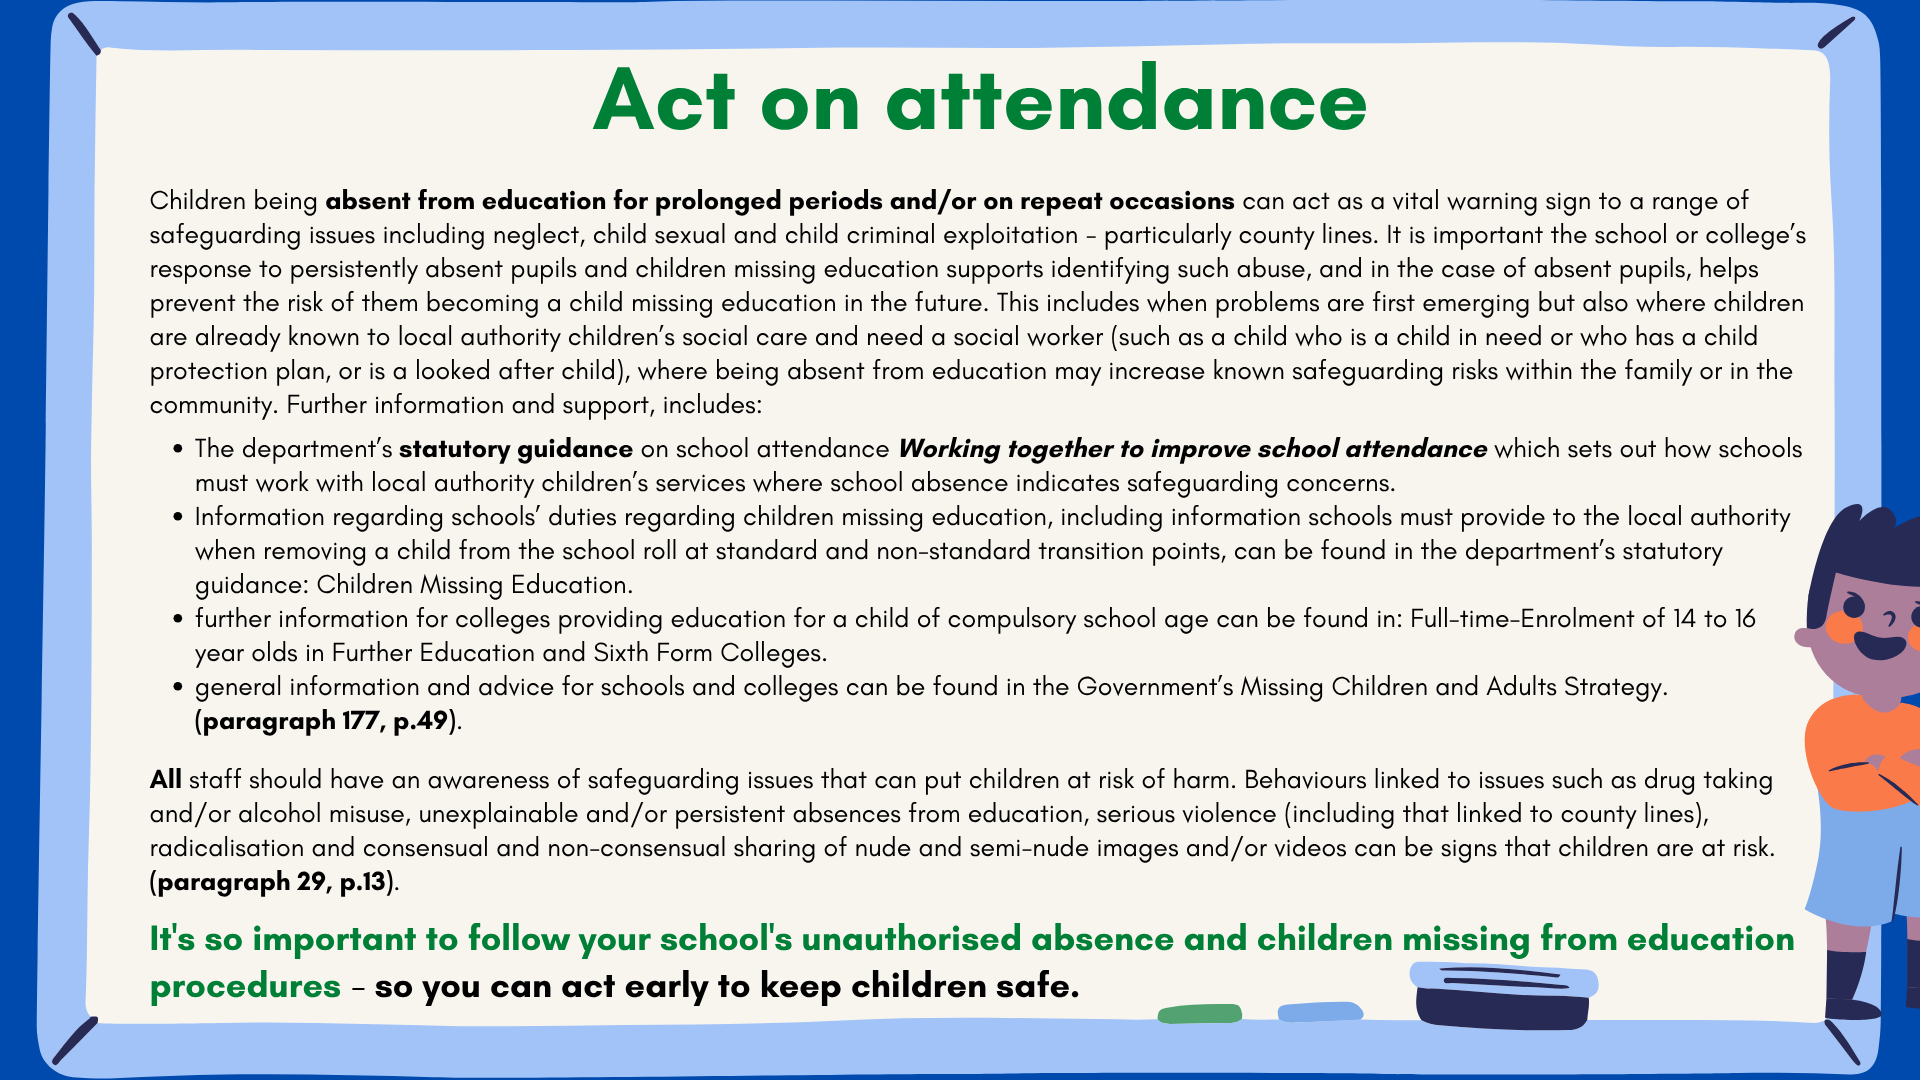 Act on attendance
Children being absent from education for prolonged periods and/or on repeat occasions can act as a vital warning sign to a range of
safeguarding issues including neglect, child sexual and child criminal exploitation - particularly county lines. It is important the school or college's
response to persistently absent pupils and children missing education supports identifying such abuse, and in the case of absent pupils, helps
prevent the risk of them becoming a child missing education in the future. This includes when problems are first emerging but also where children
are already known to local authority children's social care and need a social worker (such as a child who is a child in need or who has a child
protection plan, or is a looked after child), where being absent from education may increase known safeguarding risks within the family or in the
community. Further information and support, includes:
• The department's statutory guidance on school attendance Working together to improve school attendance which sets out how schools
must work with local authority children's services where school absence indicates safeguarding concerns.
• Information regarding schools' duties regarding children missing education, including information schools must provide to the local authority
when removing a child from the school roll at standard and non-standard transition points, can be found in the department's statutory
guidance: Children Missing Education.
• further information for colleges providing education for a child of compulsory school age can be found in: Full-time-Enrolment of 14 to 16
year olds in Further Education and Sixth Form Colleges.
• general information and advice for schools and colleges can be found in the Government's Missing Children and Adults Strategy.
(paragraph 177, p.49).
All staff should have an awareness of safeguarding issues that can put children at risk of harm. Behaviours linked to issues such as drug taking
and/or alcohol misuse, unexplainable and/or persistent absences from education, serious violence (including that linked to county lines),
radicalisation and consensual and non-consensual sharing of nude and semi-nude images and/or videos can be signs that children are at risk.
(paragraph 29, p.13).
It's so important to follow your school's unauthorised absence and children missing from education
procedures - so you can act early to keep children safe.